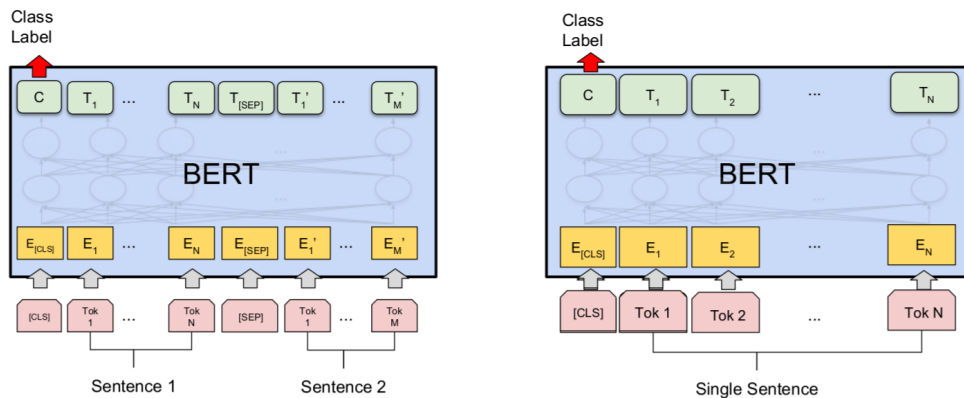 Class
Label
C T1 ... TN T[SEP] T1' ... TM'
...
BERT
...
E[CLS] E1 ... EN E[SEP] E1' ... EM'
[CLS] Tok 1 ... Tok N [SEP] Tok 1 ... Tok M
Sentence 1 Sentence 2
Class
Label
C T1 T2 ... TN
...
BERT
...
E[CLS] E1 E2 ... EN
[CLS] Tok 1 Tok 2 ... Tok N
Single Sentence